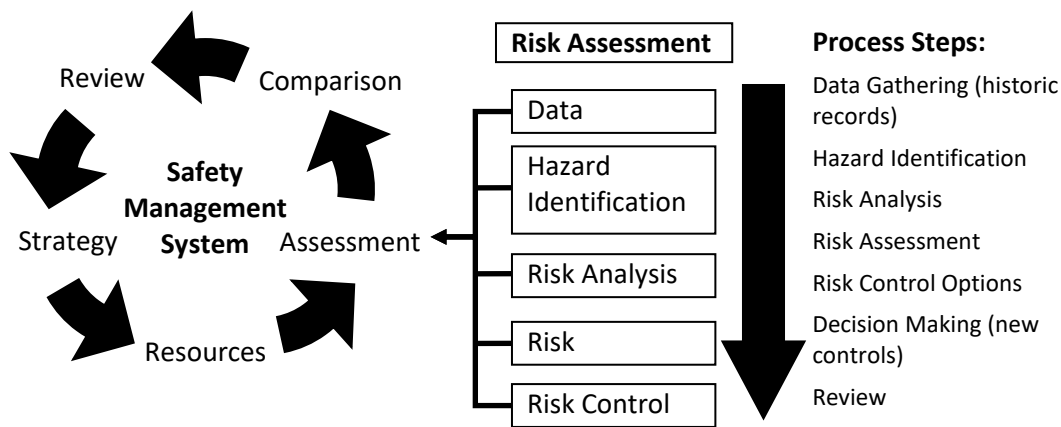 Review
Comparison
Safety
Management
System
Strategy
Assessment
Resources
Risk Assessment
Data
Hazard
Identification
Risk Analysis
Risk
Risk Control
Process Steps:
Data Gathering (historic
records)
Hazard Identification
Risk Analysis
Risk Assessment
Risk Control Options
Decision Making (new
controls)
Review